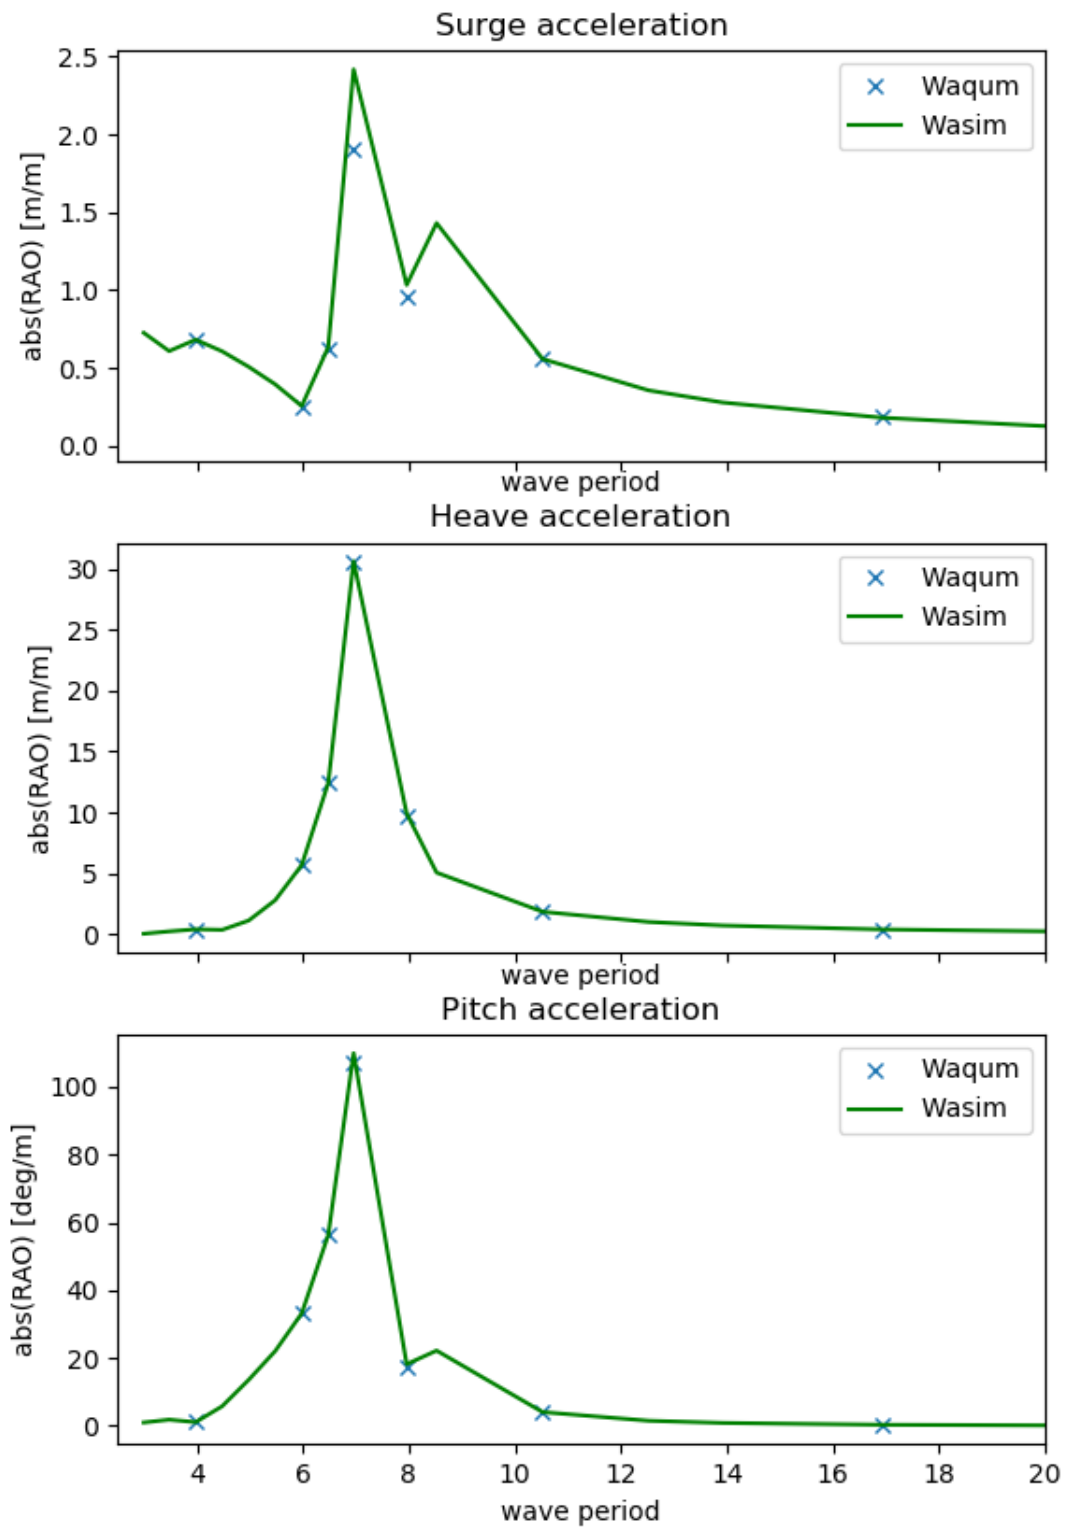 Surge acceleration
abs(RAO) [m/m]
2.5
2.0
1.5
1.0
0.5
0.0
Waqum
Wasim
wave period
Heave acceleration
abs(RAO) [m/m]
30
25
20
15
10
5
0
Waqum
Wasim
wave period
Pitch acceleration
abs(RAO) [deg/m]
100
80
60
40
20
0
Waqum
Wasim
4 6 8 10 12 14 16 18 20
wave period